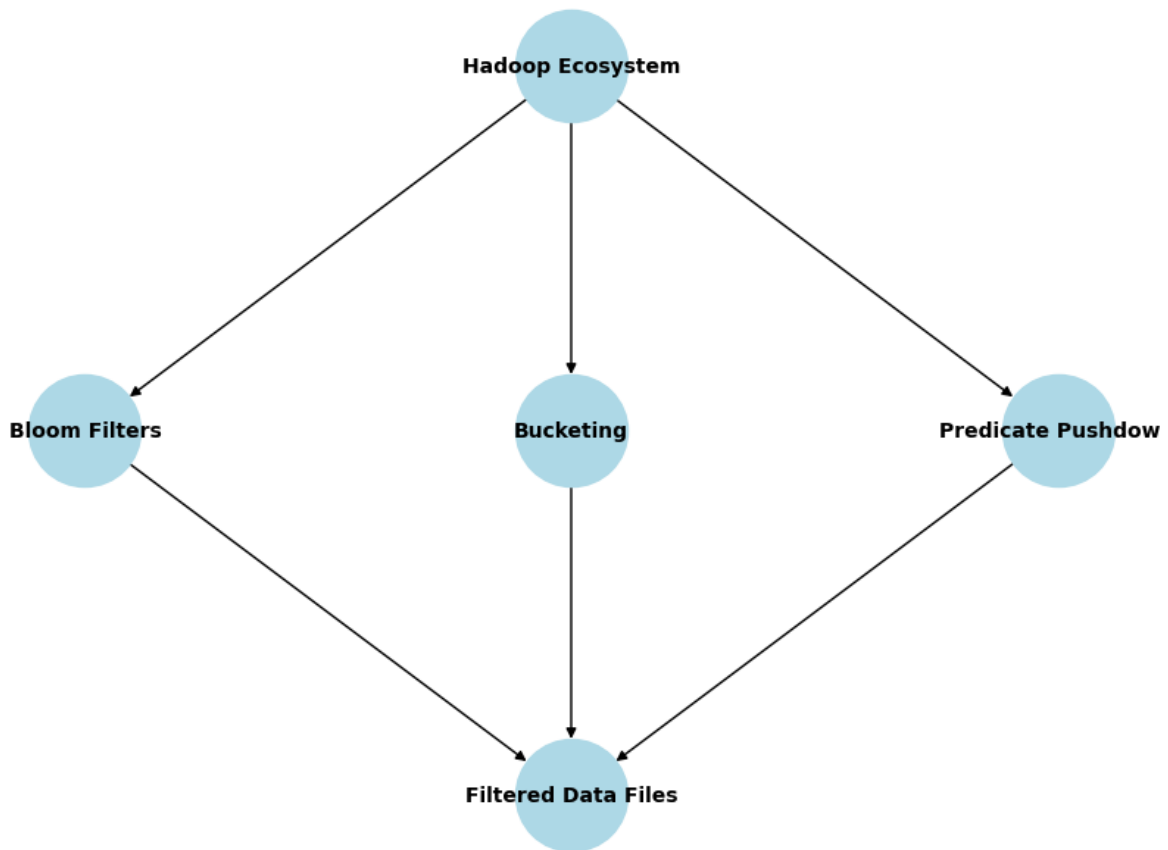 Hadoop Ecosystem
Bloom Filters
Bucketing
Predicate Pushdow
Filtered Data Files